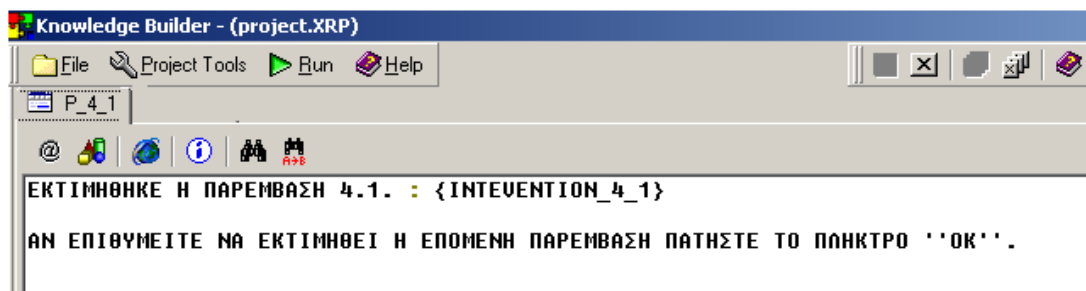 Knowledge Builder - (project.XRP)
File Project Tools Run Help
P_4_1
@ A→B
ΕΚΤΙΜΗΘΗΚΕ Η ΠΑΡΕΜΒΑΣΗ 4.1. : {INTEVENTION_4_1}
ΑΝ ΕΠΙΘΥΜΕΙΤΕ ΝΑ ΕΚΤΙΜΗΘΕΙ Η ΕΠΟΜΕΝΗ ΠΑΡΕΜΒΑΣΗ ΠΑΤΗΣΤΕ ΤΟ ΠΛΗΚΤΡΟ ''ΟΚ''.